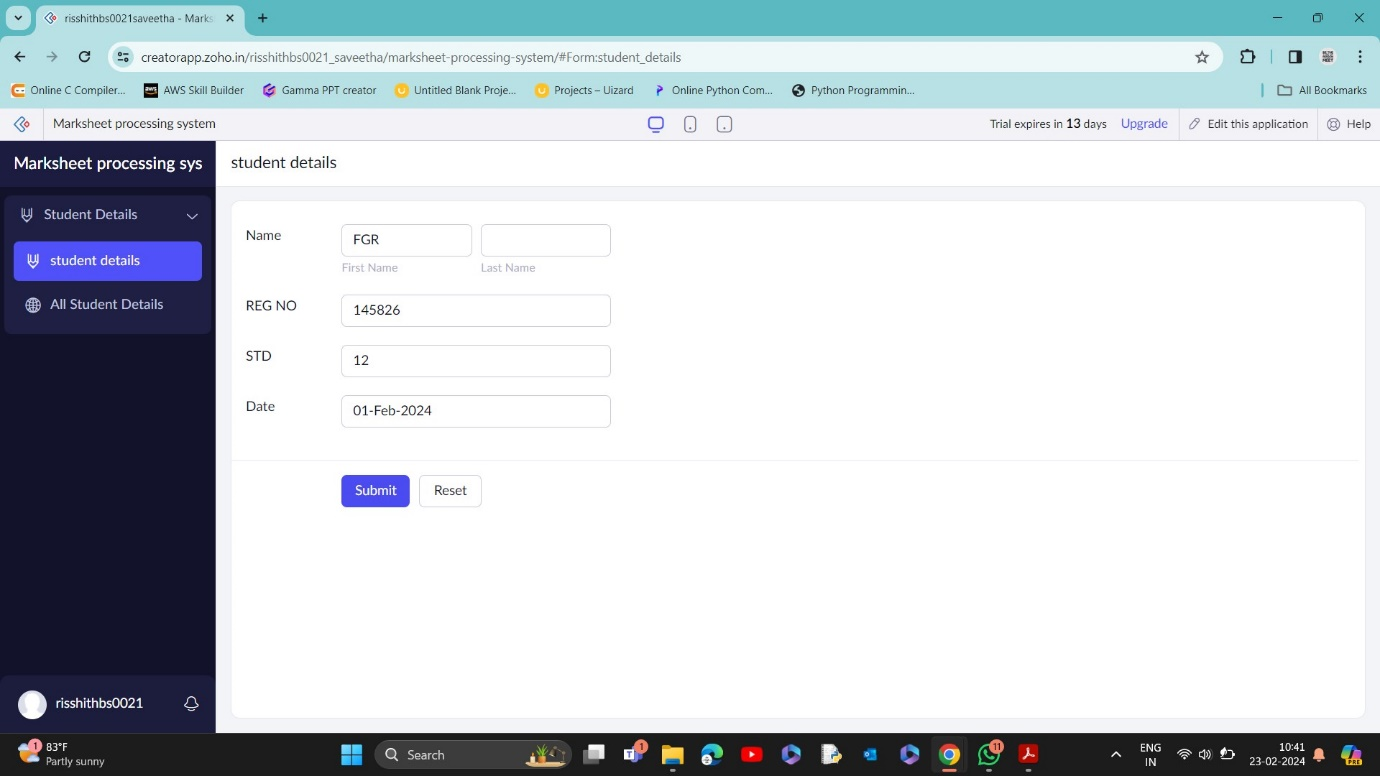 risshithbs0021saveetha - Marks
creatorapp.zoho.in/risshithbs0021_saveetha/marksheet-processing-system/#Form:student_details
Online C Compiler... AWS Skill Builder Gamma PPT creator Untitled Blank Proje... Projects – Uizard Online Python Com... Python Programmin... All Bookmarks
Marksheet processing system Trial expires in 13 days Upgrade Edit this application Help
Marksheet processing sys student details
Student Details
student details
All Student Details
Name FGR
First Name Last Name
REG NO 145826
STD 12
Date 01-Feb-2024
Submit Reset
risshithbs0021
1 83°F
Partly sunny
Search
1
11
ENG
IN
10:41
23-02-2024
PRE